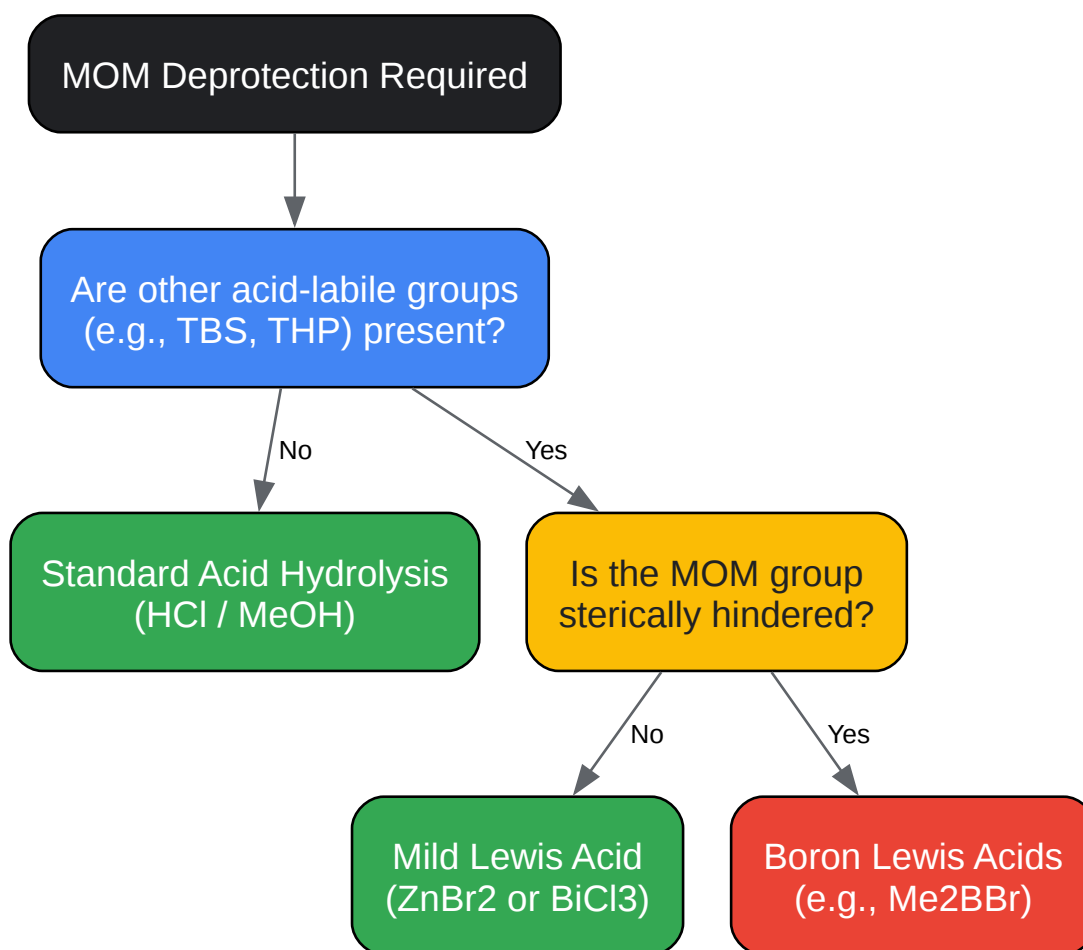 MOM Deprotection Required
Are other acid-labile groups
(e.g., TBS, THP) present?
No
Yes
Standard Acid Hydrolysis
(HCl / MeOH)
Is the MOM group
sterically hindered?
No
Yes
Mild Lewis Acid
(ZnBr2 or BiCl3)
Boron Lewis Acids
(e.g., Me2BBr)